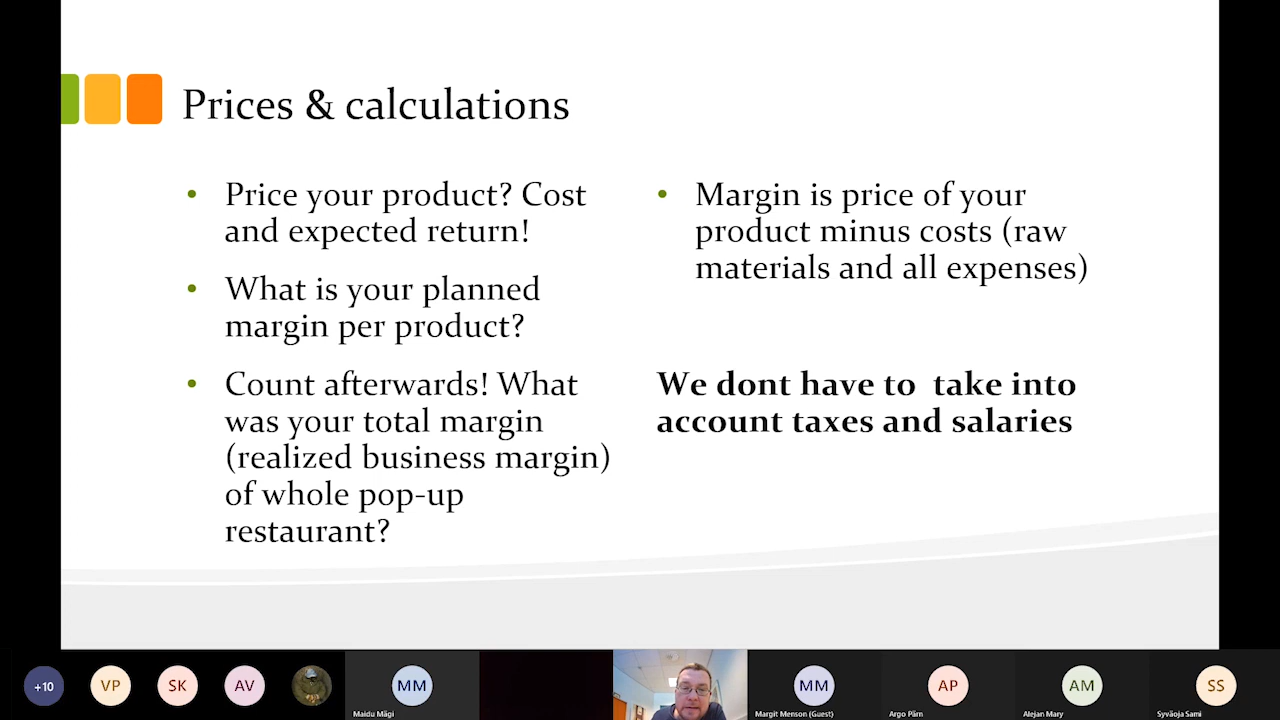 Prices & calculations
• Price your product? Cost
and expected return!
• What is your planned
margin per product?
• Count afterwards! What
was your total margin
(realized business margin)
of whole pop-up
restaurant?
• Margin is price of your
product minus costs (raw
materials and all expenses)
We dont have to  take into
account taxes and salaries
+10
VP
SK
AV
MM
Maidu Mägi
MM
Margit Menson (Guest)
AP
Argo Pärn
AM
Alejan Mary
SS
Syväoja Sami